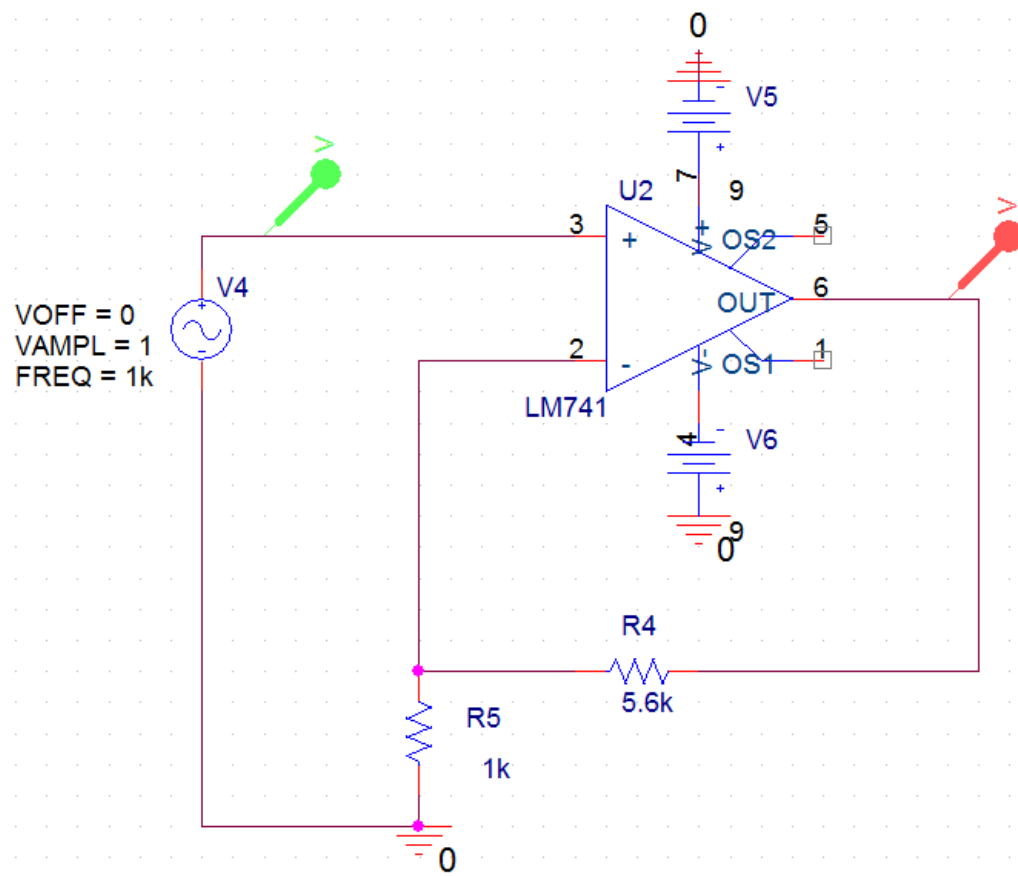 0
V5
-
+
V
7
9
U2
V
3
+
V+
OS2
5
V4
+
-
VOFF = 0
VAMPL = 1
FREQ = 1k
OUT
6
2
-
V-
OS1
1
LM741
4
-
V6
+
9
0
R4
5.6k
R5
1k
0